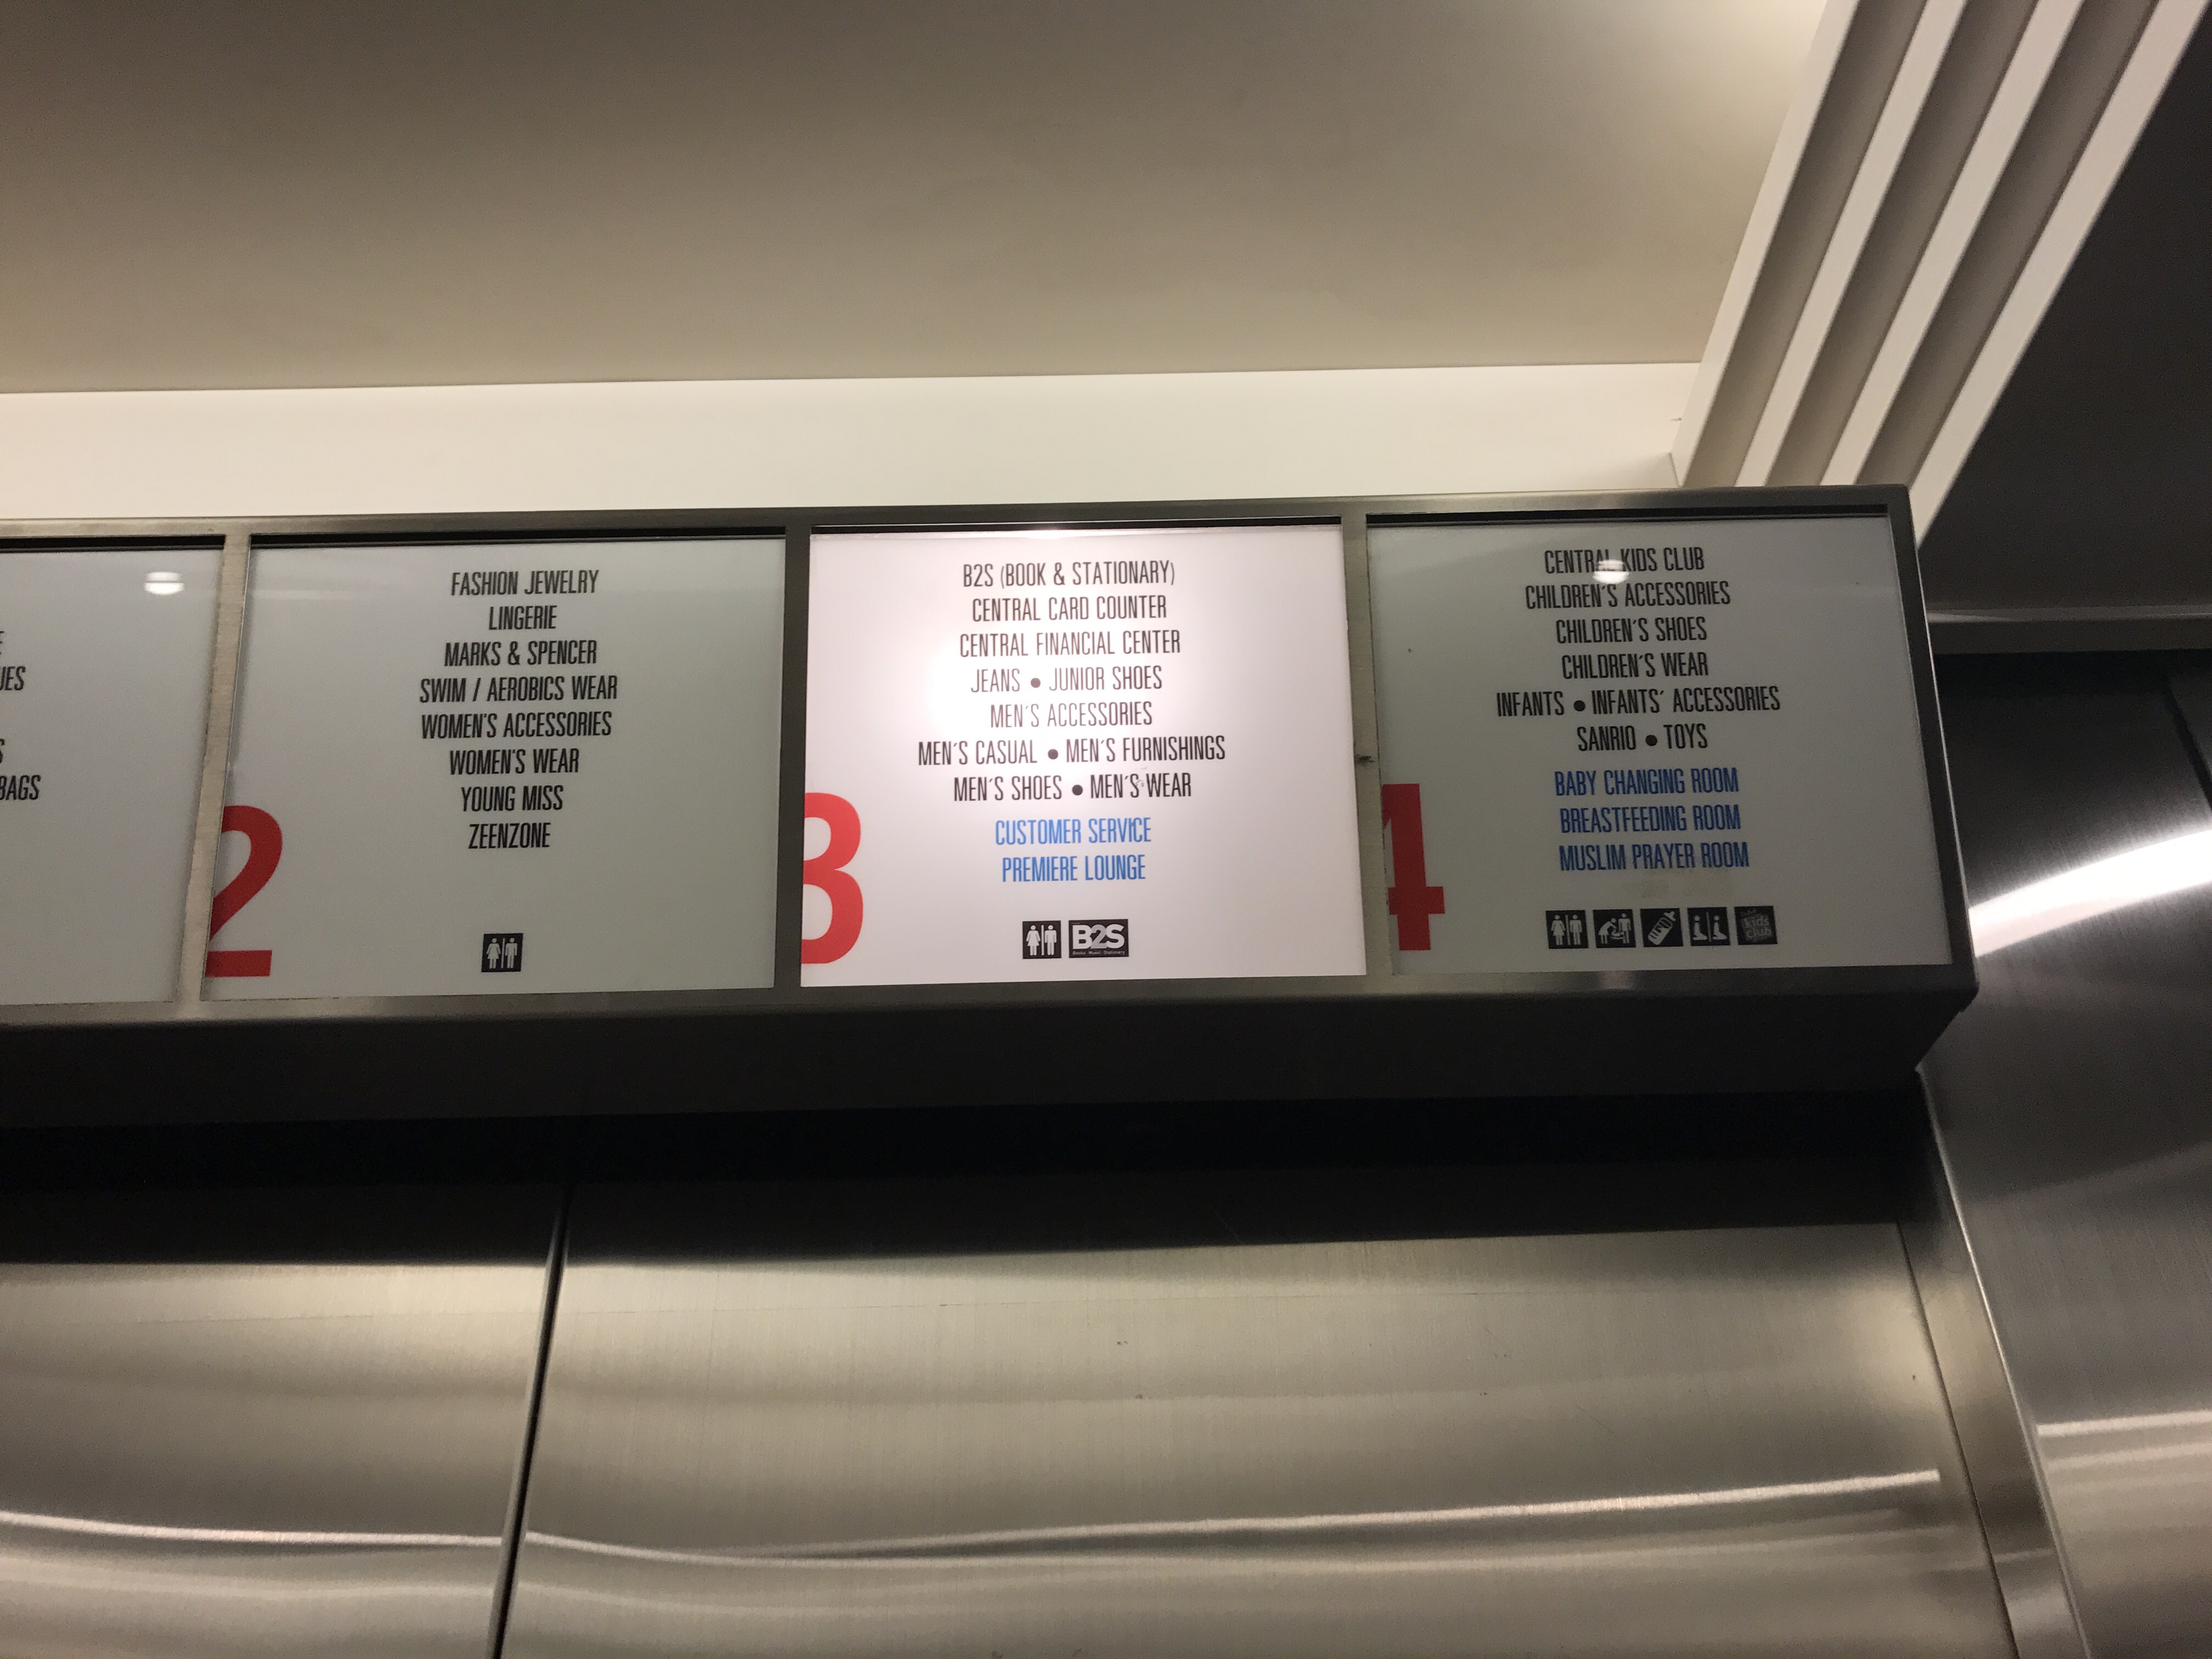 BAGS
2
FASHION JEWELRY
LINGERIE
MARKS & SPENCER
SWIM / AEROBICS WEAR
WOMEN'S ACCESSORIES
WOMEN'S WEAR
YOUNG MISS
ZEENZONE
3
B2S (BOOK & STATIONARY)
CENTRAL CARD COUNTER
CENTRAL FINANCIAL CENTER
JEANS ● JUNIOR SHOES
MEN'S ACCESSORIES
MEN'S CASUAL ● MEN'S FURNISHINGS
MEN'S SHOES ● MEN'S WEAR
CUSTOMER SERVICE
PREMIERE LOUNGE
B2S
4
CENTRAL KIDS CLUB
CHILDREN'S ACCESSORIES
CHILDREN'S SHOES
CHILDREN'S WEAR
INFANTS ● INFANTS' ACCESSORIES
SANRIO ● TOYS
BABY CHANGING ROOM
BREASTFEEDING ROOM
MUSLIM PRAYER ROOM
kids
club